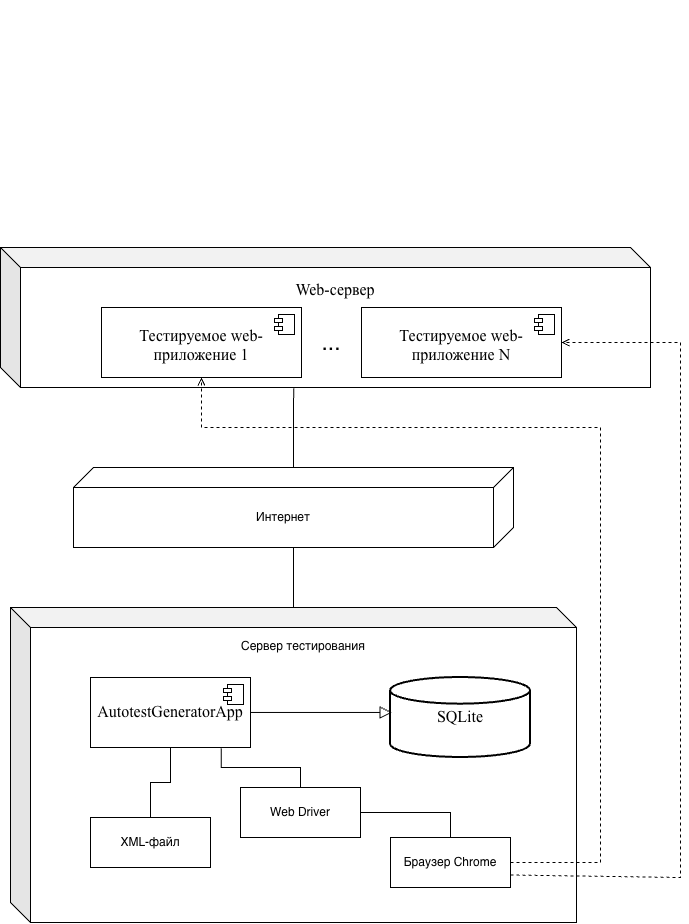 Web-сервер
Тестируемое web-
приложение 1
...
Тестируемое web-
приложение N
Интернет
Сервер тестирования
AutotestGeneratorApp
SQLite
Web Driver
XML-файл
Браузер Chrome